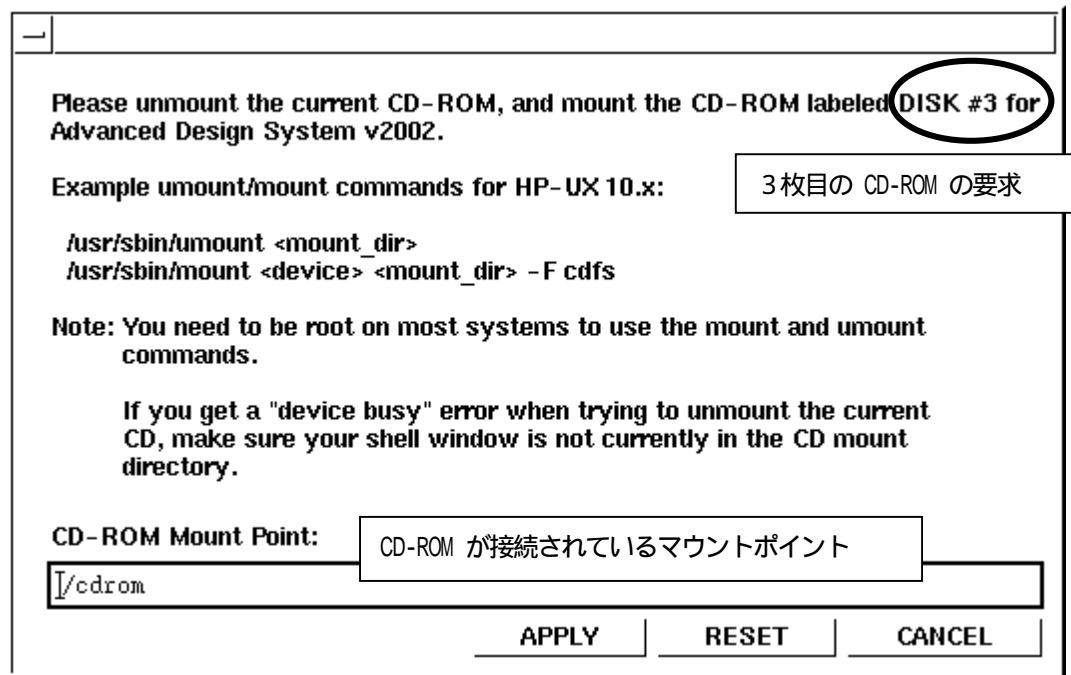 Please unmount the current CD-ROM, and mount the CD-ROM labeled DISK #3 for
Advanced Design System v2002.
３枚目の CD-ROM の要求
Example umount/mount commands for HP-UX 10.x:
/usr/sbin/umount <mount_dir>
/usr/sbin/mount <device> <mount_dir> -F cdfs
Note: You need to be root on most systems to use the mount and umount
commands.
If you get a "device busy" error when trying to unmount the current
CD, make sure your shell window is not currently in the CD mount
directory.
CD-ROM Mount Point:
CD-ROM が接続されているマウントポイント
/cdrom
APPLY RESET CANCEL